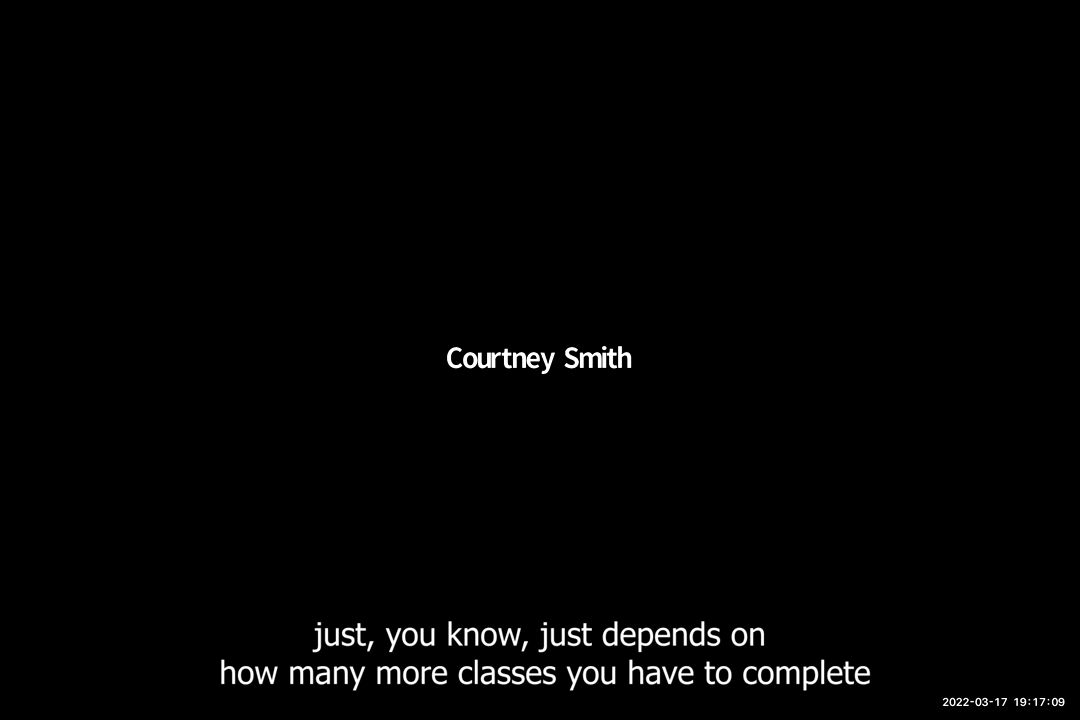 Courtney Smith
just, you know, just depends on
how many more classes you have to complete
2022-03-17 19:17:09